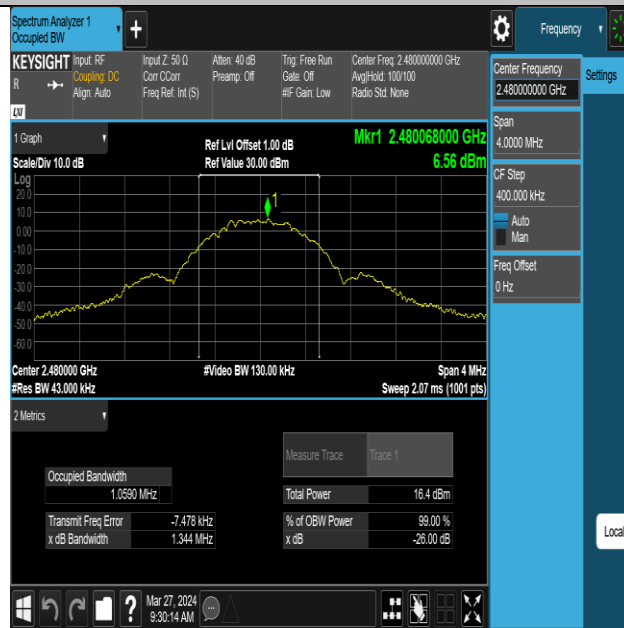 Spectrum Analyzer 1
Occupied BW
+
Frequency
KEYSIGHT
R
LXI
Input: RF
Coupling: DC
Align: Auto
Input Z: 50 Ω
Corr CCorr
Freq Ref: Int (S)
Atten: 40 dB
Preamp: Off
Trig: Free Run
Gate: Off
#IF Gain: Low
Center Freq: 2.480000000 GHz
Avg|Hold: 100/100
Radio Std: None
1 Graph
Scale/Div 10.0 dB
Ref Lvl Offset 1.00 dB
Ref Value 30.00 dBm
Mkr1 2.480068000 GHz
6.56 dBm
Log
20.0
10.0
0.00
-10.0
-20.0
-30.0
-40.0
-50.0
-60.0
1
Center 2.480000 GHz
#Res BW 43.000 kHz
#Video BW 130.00 kHz
Span 4 MHz
Sweep 2.07 ms (1001 pts)
2 Metrics
Measure Trace
Trace 1
Occupied Bandwidth
1.0590 MHz
Total Power 16.4 dBm
Transmit Freq Error -7.478 kHz
% of OBW Power 99.00 %
x dB Bandwidth 1.344 MHz
x dB -26.00 dB
Center Frequency
2.480000000 GHz
Settings
Span
4.0000 MHz
CF Step
400.000 kHz
Auto
Man
Freq Offset
0 Hz
Local
?
Mar 27, 2024
9:30:14 AM